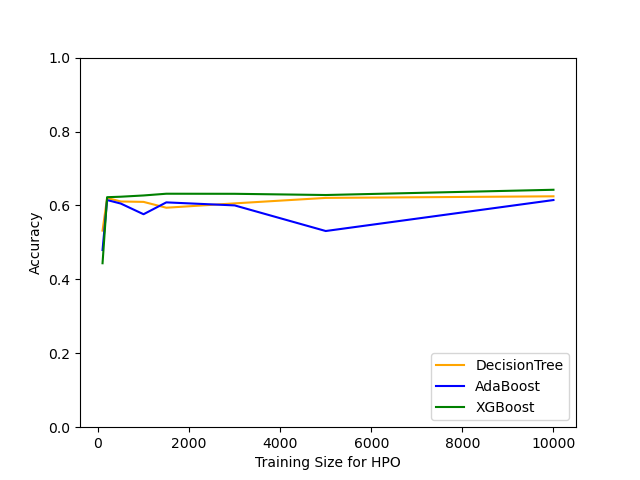 1.0
0.8
0.6
0.4
0.2
0.0
Accuracy
0 2000 4000 6000 8000 10000
Training Size for HPO
DecisionTree
AdaBoost
XGBoost